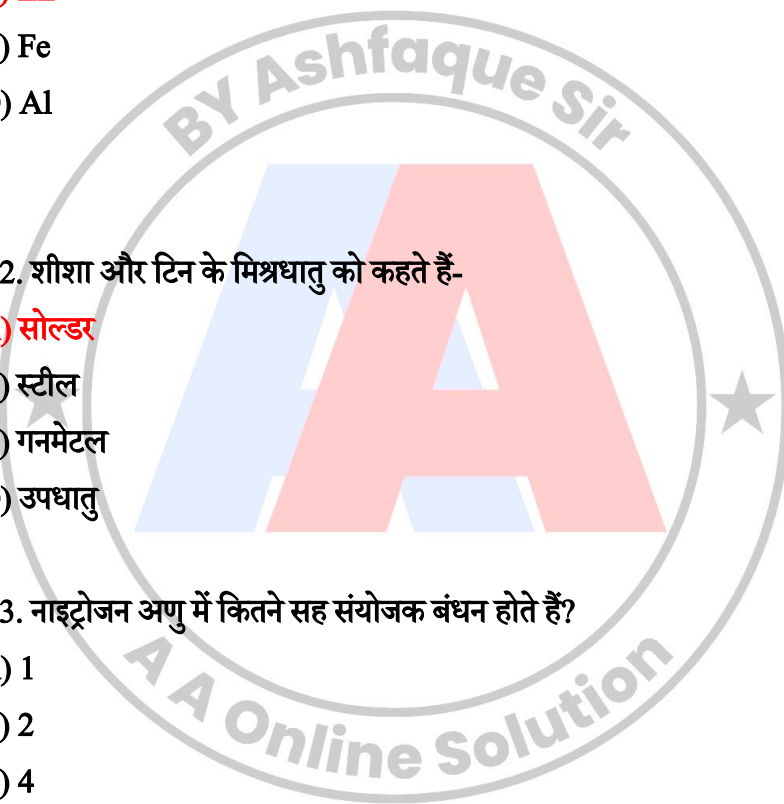 ) Fe
) Al
BY Ashfaque Sir
2. शीशा और टिन के मिश्रधातु को कहते हैं-
) सोल्डर
) स्टील
) गनमेटल
) उपधातु
3. नाइट्रोजन अणु में कितने सह संयोजक बंधन होते हैं?
) 1
) 2
) 4
A A Online Solution